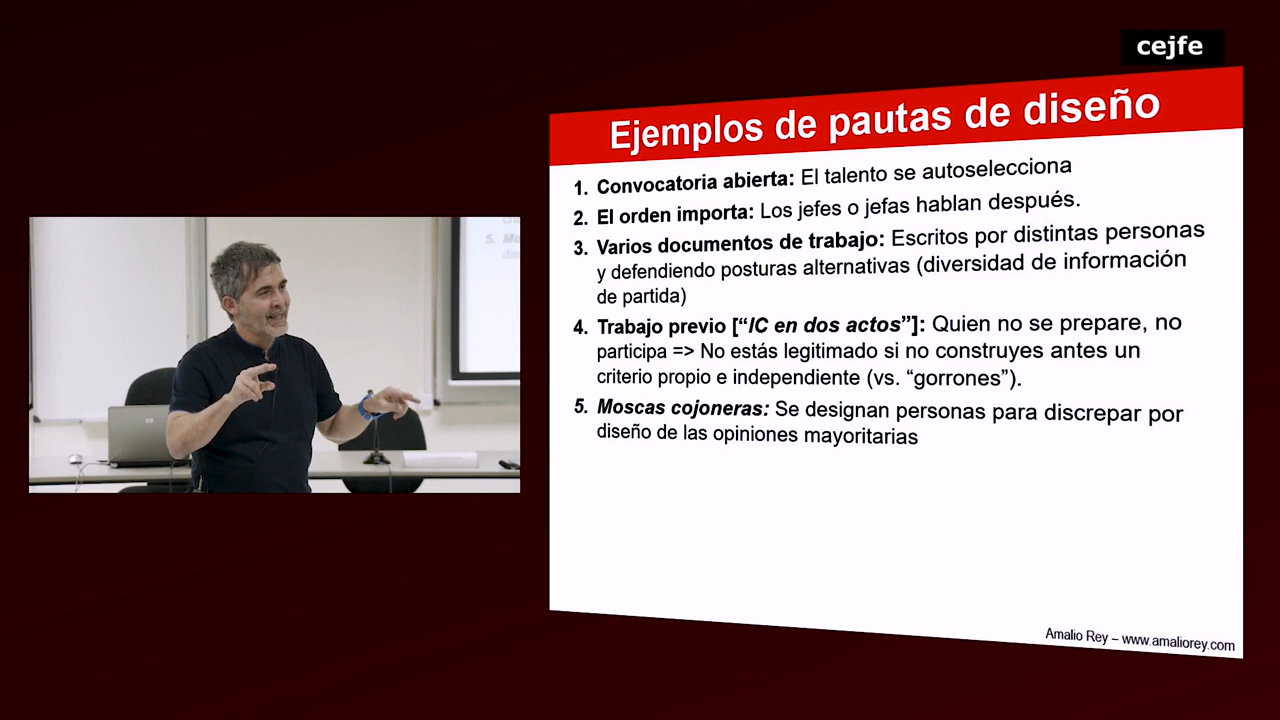 cejfe
Ejemplos de pautas de diseño
1. Convocatoria abierta: El talento se autoselecciona
2. El orden importa: Los jefes o jefas hablan después.
3. Varios documentos de trabajo: Escritos por distintas personas
y defendiendo posturas alternativas (diversidad de información
de partida)
4. Trabajo previo [“IC en dos actos”]: Quien no se prepare, no
participa => No estás legitimado si no construyes antes un
criterio propio e independiente (vs. “gorrones”).
5. Moscas cojoneras: Se designan personas para discrepar por
diseño de las opiniones mayoritarias
Amalio Rey – www.amaliorey.com